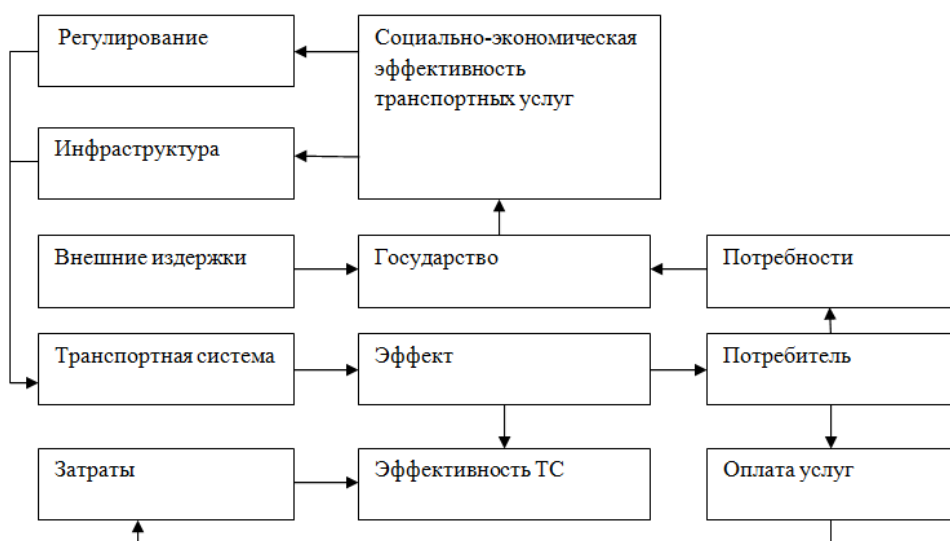 Регулирование
Социально-экономическая
эффективность
транспортных услуг
Инфраструктура
Внешние издержки
Государство
Потребности
Транспортная система
Эффект
Потребитель
Затраты
Эффективность ТС
Оплата услуг